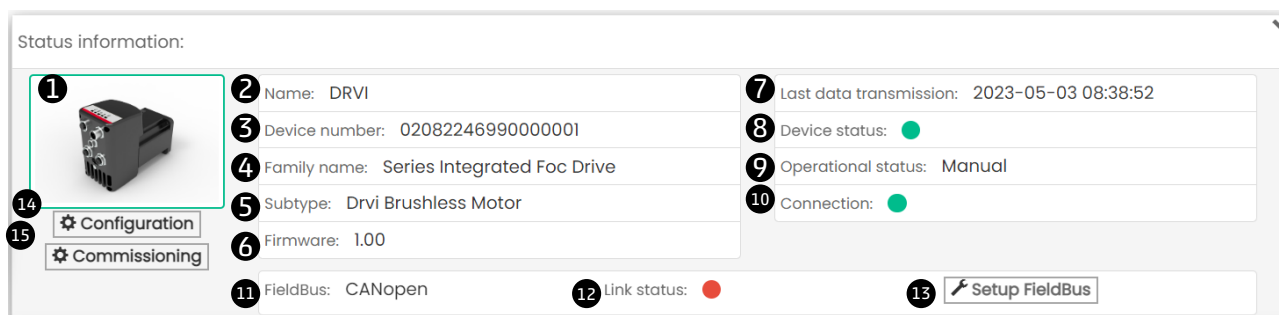 Status information:
1
2 Name: DRVI
3 Device number: 02082246990000001
4 Family name: Series Integrated Foc Drive
5 Subtype: Drvi Brushless Motor
6 Firmware: 1.00
7 Last data transmission: 2023-05-03 08:38:52
8 Device status:
9 Operational status: Manual
10 Connection:
14 Configuration
15 Commissioning
11 FieldBus: CANopen
12 Link status:
13 Setup FieldBus